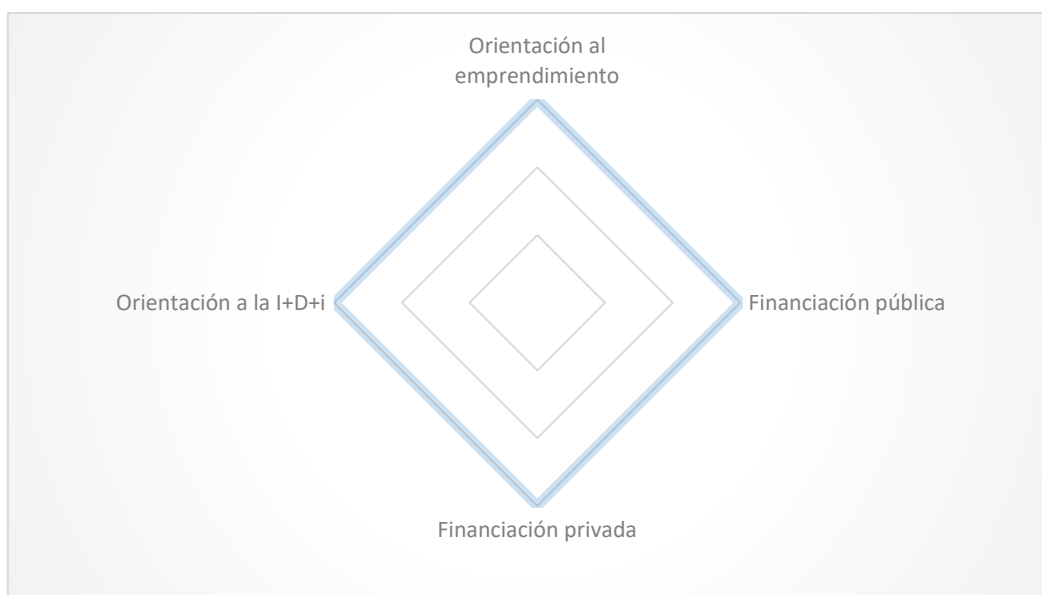 Orientación al
emprendimiento
Orientación a la I+D+i
Financiación pública
Financiación privada